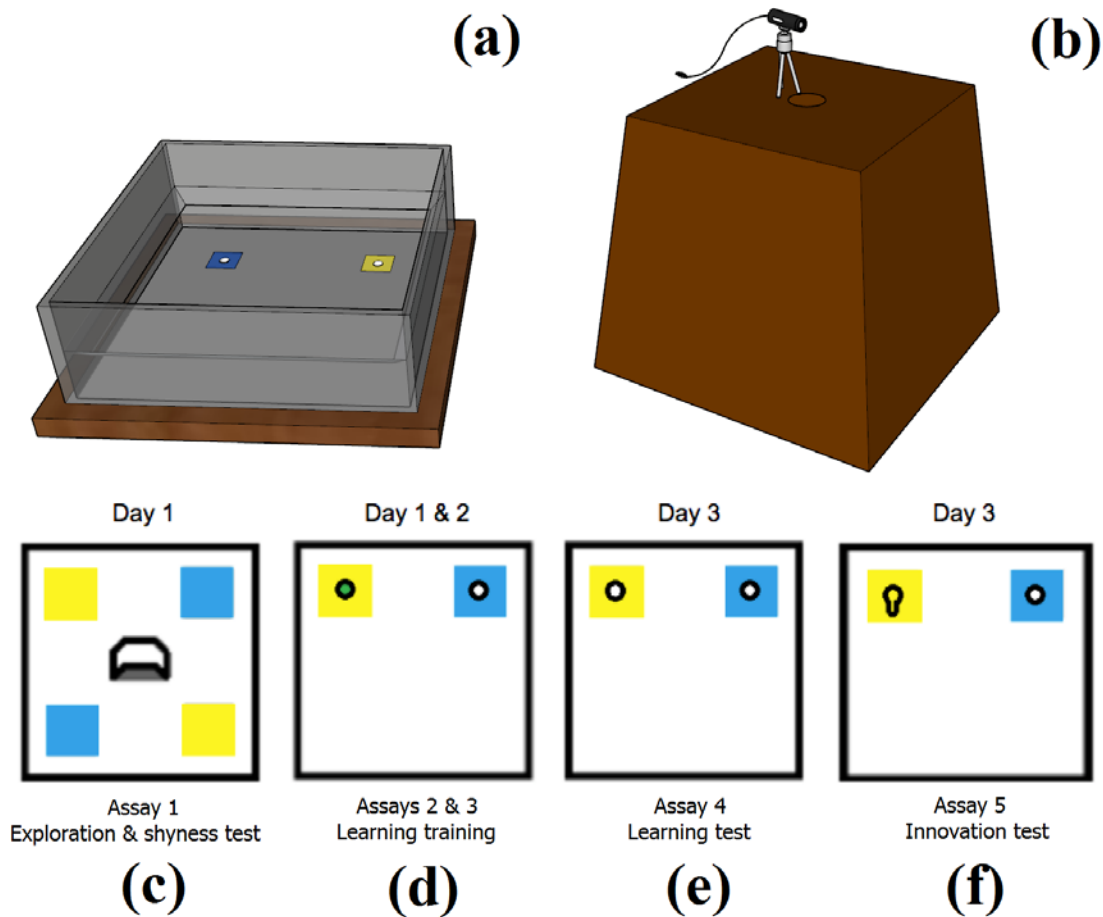 (a)
(b)
Day 1
Day 1 & 2
Day 3
Day 3
Assay 1
Exploration & shyness test
Assays 2 & 3
Learning training
Assay 4
Learning test
Assay 5
Innovation test
(c)
(d)
(e)
(f)